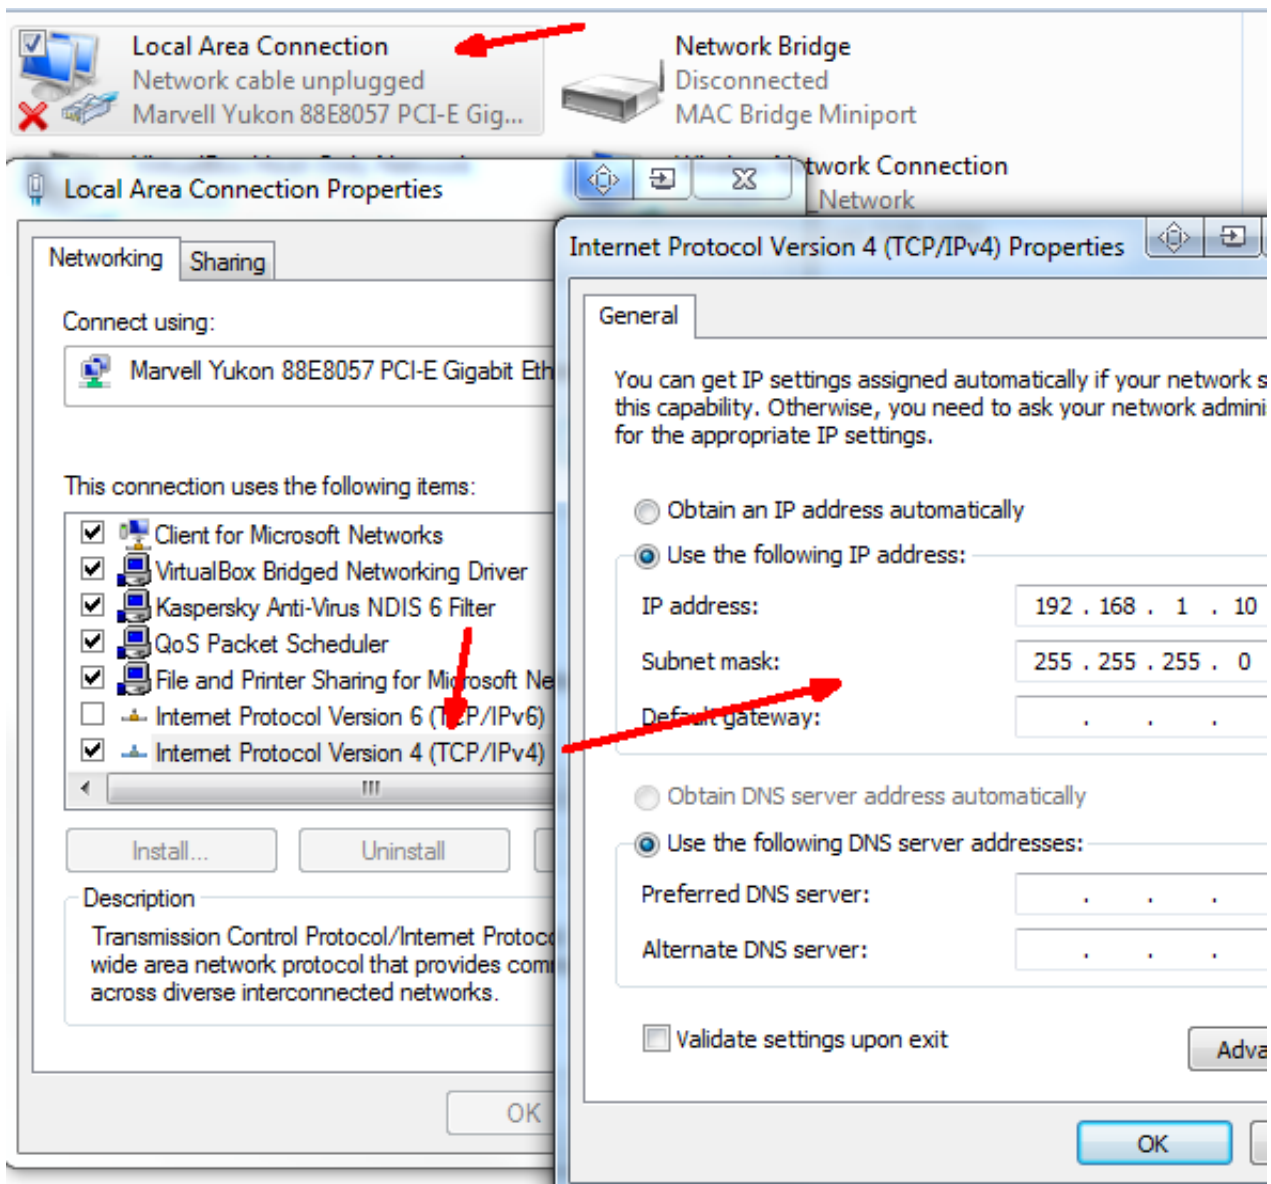 Local Area Connection
Network cable unplugged
Marvell Yukon 88E8057 PCI-E Gig...
Network Bridge
Disconnected
MAC Bridge Miniport
Network Connection
_Network
Local Area Connection Properties
Networking
Sharing
Connect using:
Marvell Yukon 88E8057 PCI-E Gigabit Eth
This connection uses the following items:
Client for Microsoft Networks
VirtualBox Bridged Networking Driver
Kaspersky Anti-Virus NDIS 6 Filter
QoS Packet Scheduler
File and Printer Sharing for Microsoft Ne
Internet Protocol Version 6 (TCP/IPv6)
Internet Protocol Version 4 (TCP/IPv4)
Install...
Uninstall
Description
Transmission Control Protocol/Internet Protoco
wide area network protocol that provides com
across diverse interconnected networks.
OK
Internet Protocol Version 4 (TCP/IPv4) Properties
General
You can get IP settings assigned automatically if your network s
this capability. Otherwise, you need to ask your network admini
for the appropriate IP settings.
Obtain an IP address automatically
Use the following IP address:
IP address:
192 . 168 . 1 . 10
Subnet mask:
255 . 255 . 255 . 0
Default gateway:
. . .
Obtain DNS server address automatically
Use the following DNS server addresses:
Preferred DNS server:
. . .
Alternate DNS server:
. . .
Validate settings upon exit
Adva
OK